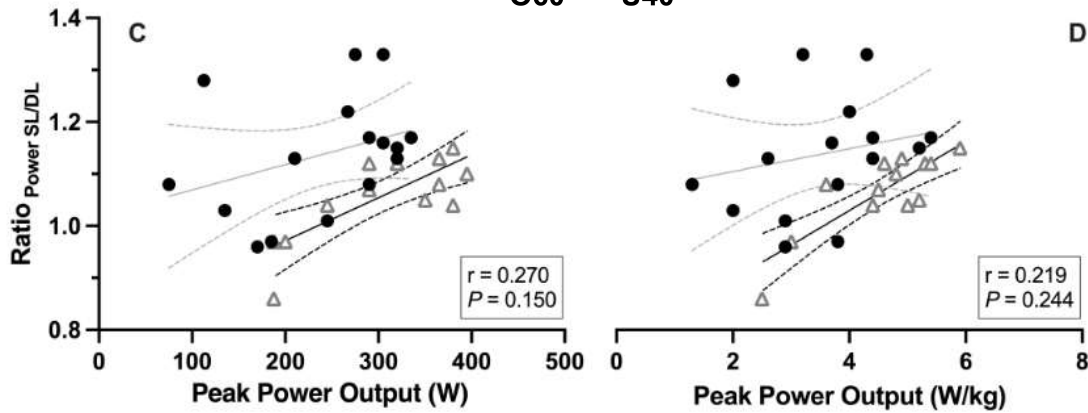 1.4
C
D
1.2
1.0
0.8
Ratio Power SL/DL
r = 0.270
P = 0.150
r = 0.219
P = 0.244
0 100 200 300 400 500
0 2 4 6 8
Peak Power Output (W)
Peak Power Output (W/kg)